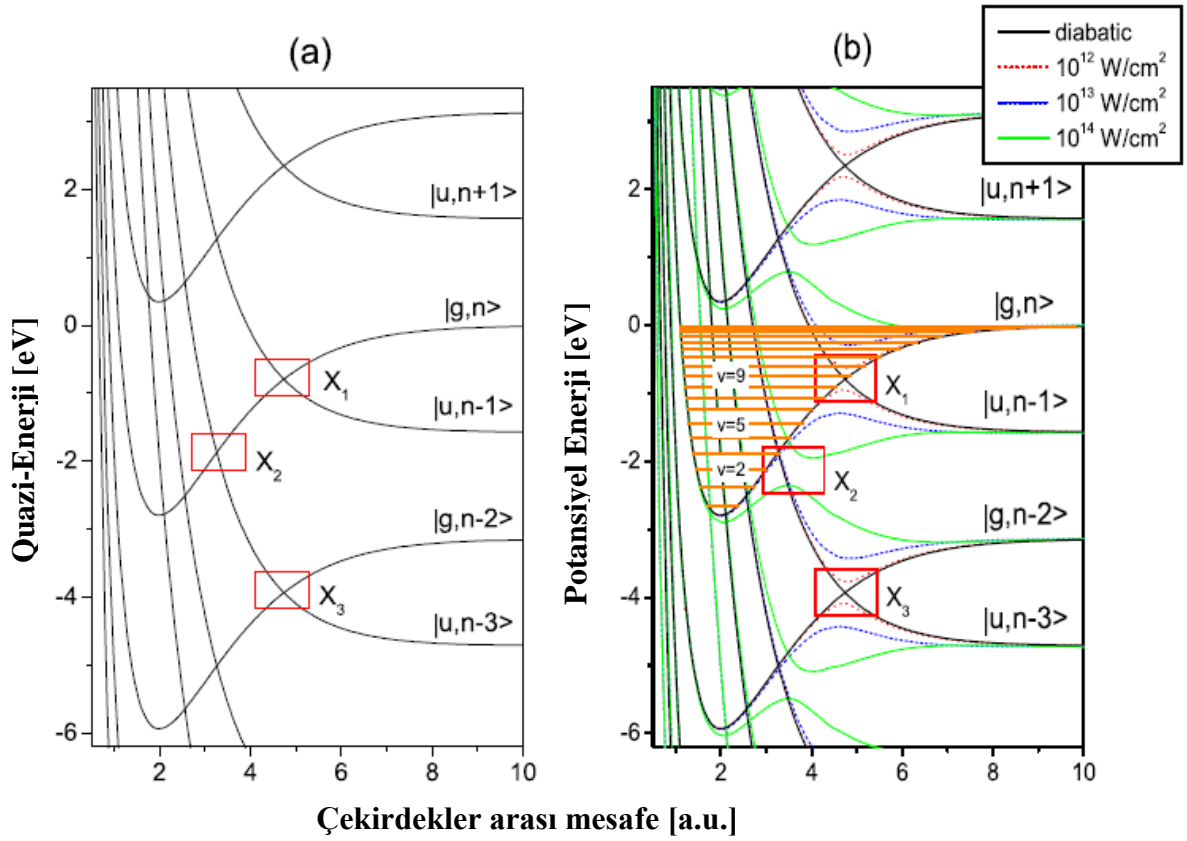 (a)
Quazi-Enerji [eV]
2
0
-2
-4
-6
|u,n+1>
|g,n>
X₁
|u,n-1>
X₂
|g,n-2>
X₃
|u,n-3>
2 4 6 8 10
(b)
diabatic
10¹² W/cm²
10¹³ W/cm²
10¹⁴ W/cm²
Potansiyel Enerji [eV]
2
0
-2
-4
-6
|u,n+1>
|g,n>
v=9
X₁
|u,n-1>
v=5
v=2
X₂
|g,n-2>
X₃
|u,n-3>
2 4 6 8 10
Çekirdekler arası mesafe [a.u.]